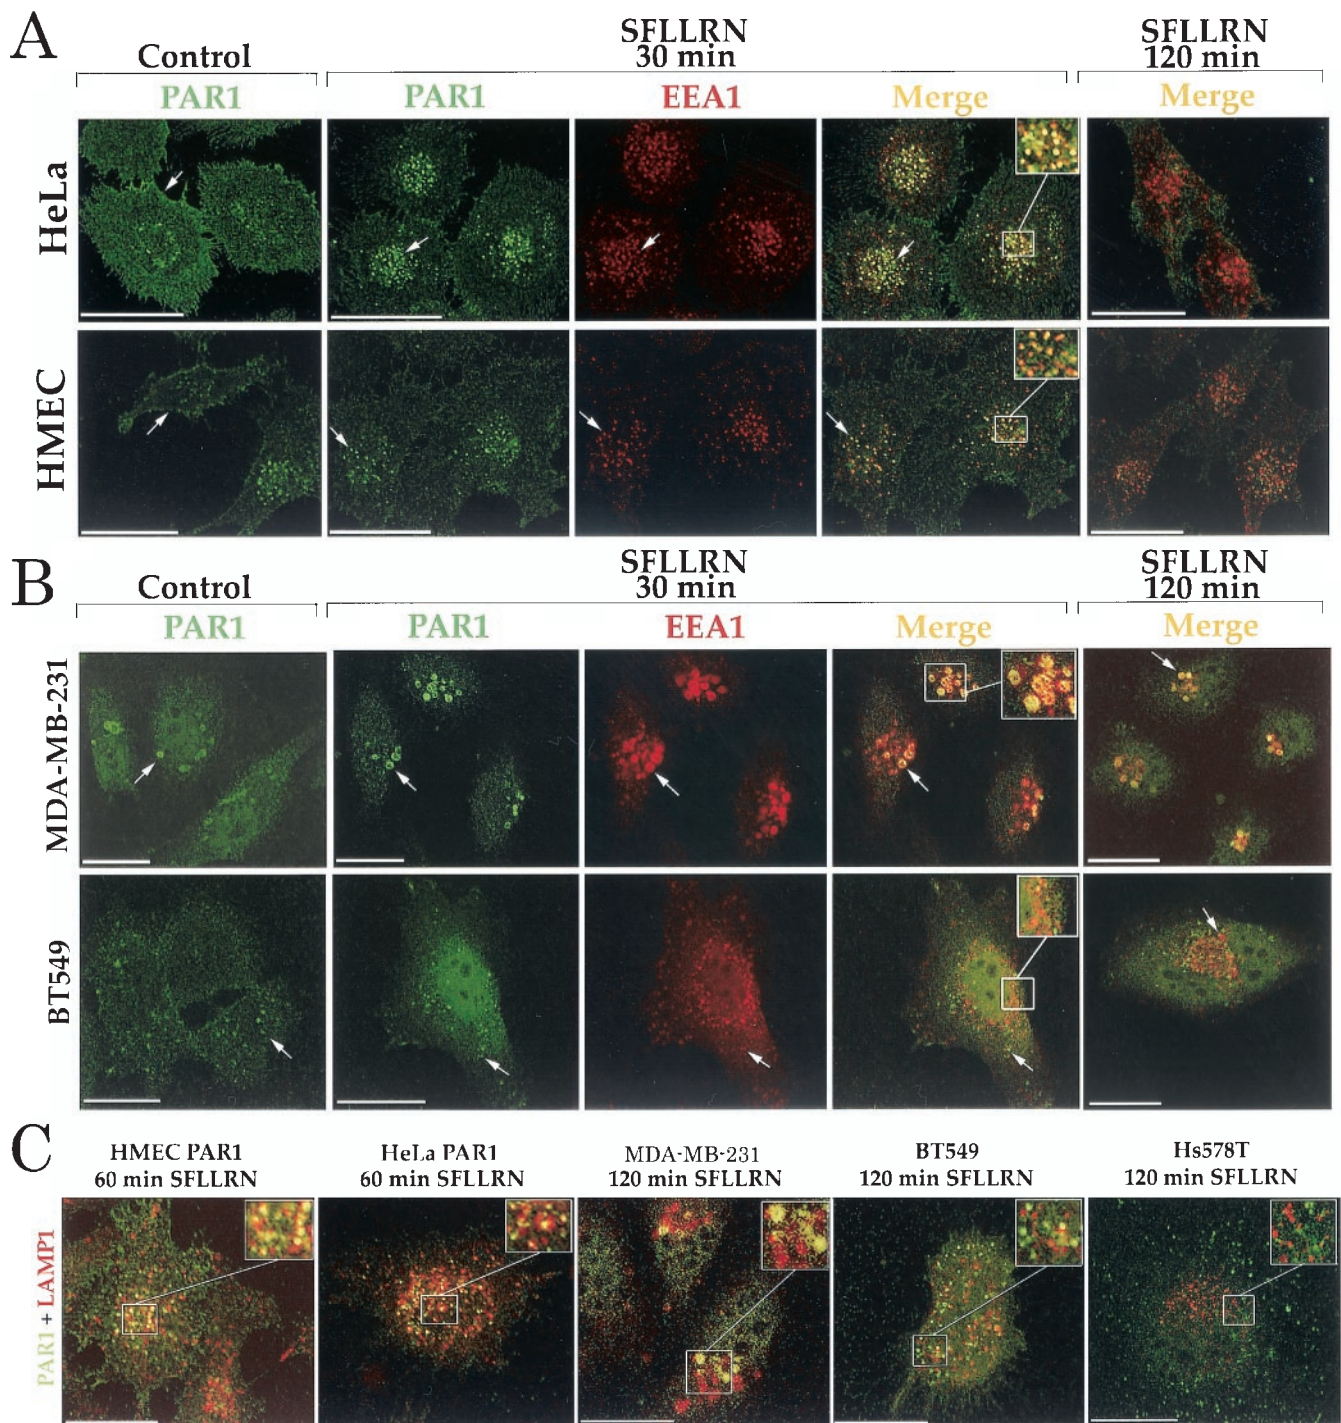 A
Control
SFLLRN
30 min
SFLLRN
120 min
PAR1
PAR1
EEA1
Merge
Merge
HeLa
HMEC
B
Control
SFLLRN
30 min
SFLLRN
120 min
PAR1
PAR1
EEA1
Merge
Merge
MDA-MB-231
BT549
C
HMEC PAR1
60 min SFLLRN
HeLa PAR1
60 min SFLLRN
MDA-MB-231
120 min SFLLRN
BT549
120 min SFLLRN
Hs578T
120 min SFLLRN
PAR1 + LAMP1